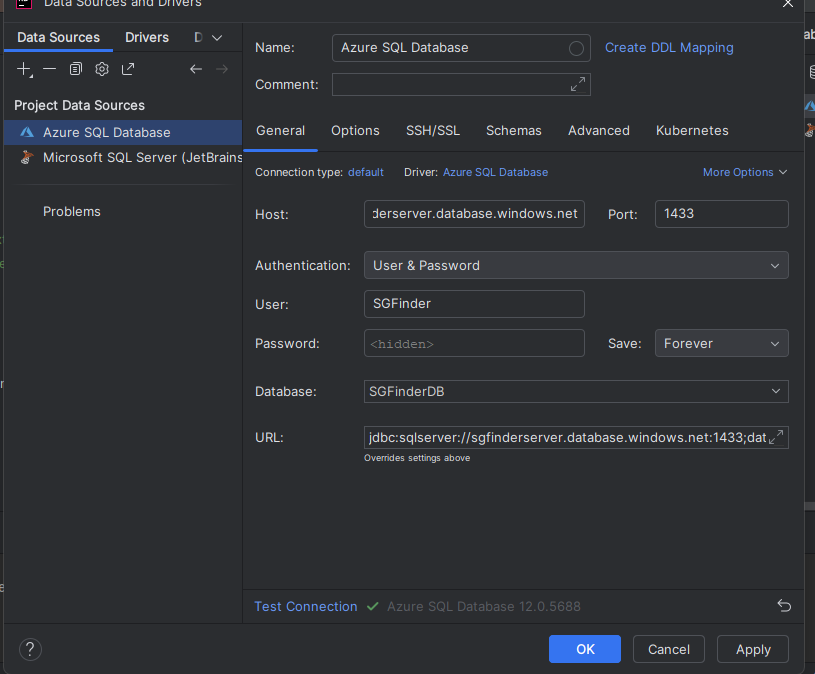 Data Sources and Drivers
Data Sources Drivers D
Name: Azure SQL Database Create DDL Mapping
Comment:
Project Data Sources
Azure SQL Database
Microsoft SQL Server (JetBrains
Problems
General Options SSH/SSL Schemas Advanced Kubernetes
Connection type: default Driver: Azure SQL Database More Options
Host: derserver.database.windows.net Port: 1433
Authentication: User & Password
User: SGFinder
Password: <hidden> Save: Forever
Database: SGFinderDB
URL: jdbc:sqlserver://sgfinderserver.database.windows.net:1433;dat
Overrides settings above
Test Connection Azure SQL Database 12.0.5688
? OK Cancel Apply